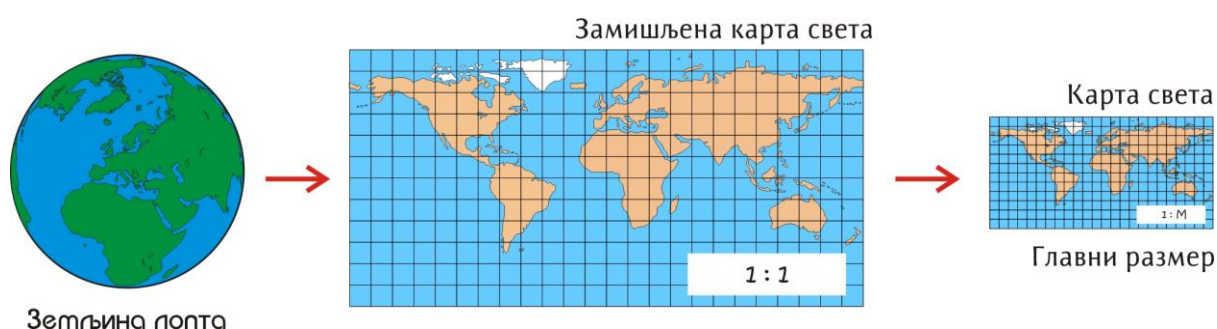 Замишљена карта света
Карта света
1 : 1
1 : М
Главни размер
Земљина лопта